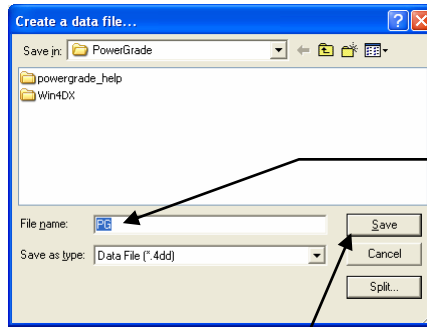 Create a data file...
Save in: PowerGrade
powergrade_help
Win4DX
File name: PG Save
Save as type: Data File (*.4dd) Cancel
Split...